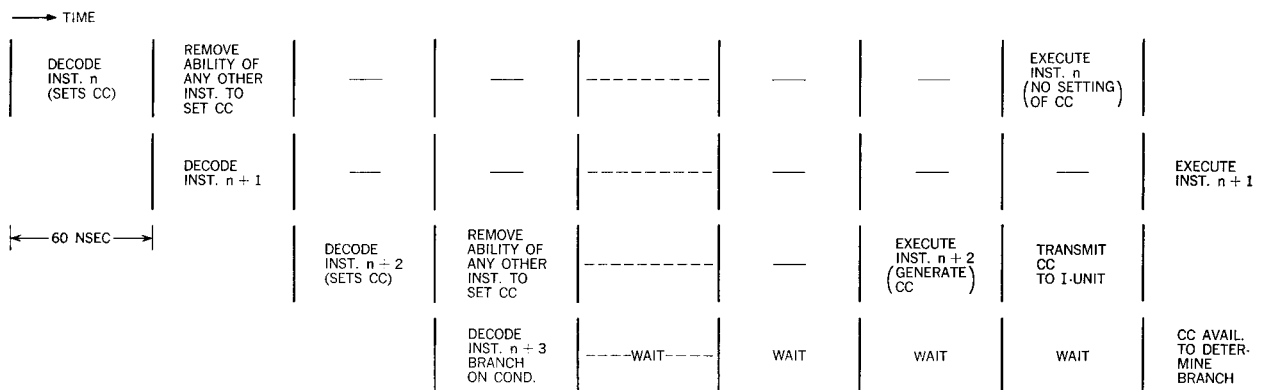 TIME
DECODE
INST. n
(SETS CC)
REMOVE
ABILITY OF
ANY OTHER
INST. TO
SET CC
EXECUTE
INST. n
(NO SETTING
OF CC)
DECODE
INST. n + 1
EXECUTE
INST. n + 1
60 NSEC
DECODE
INST. n + 2
(SETS CC)
REMOVE
ABILITY OF
ANY OTHER
INST. TO
SET CC
EXECUTE
INST. n + 2
(GENERATE
CC)
TRANSMIT
CC
TO I-UNIT
DECODE
INST. n + 3
BRANCH
ON COND.
WAIT
WAIT
WAIT
WAIT
CC AVAIL.
TO DETER-
MINE
BRANCH